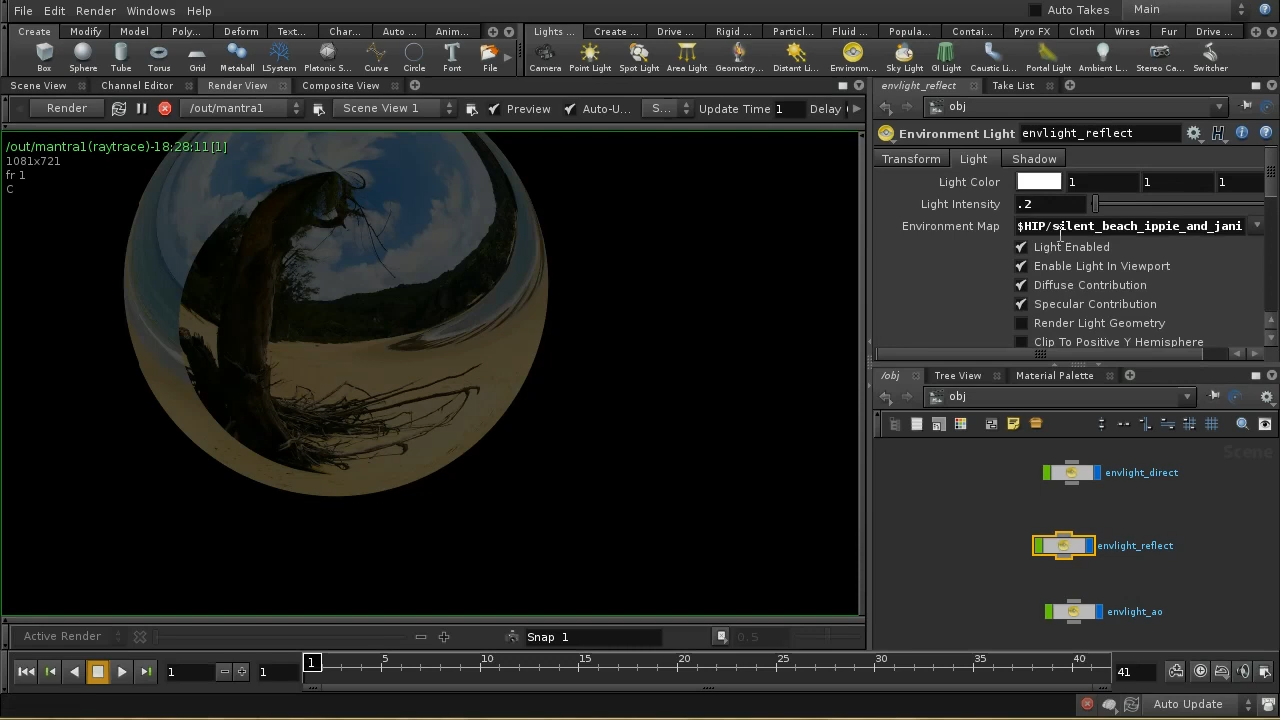 File Edit Render Windows Help Auto Takes Main
Create Modify Model Poly... Deform Text... Char... Auto ... Anim... Lights ... Create ... Drive ... Rigid ... Particl... Fluid ... Popula... Contai... Pyro FX Cloth Wires Fur Drive ...
Box Sphere Tube Torus Grid Metaball LSystem Platonic S... Curve Circle Font File Camera Point Light Spot Light Area Light Geometry... Distant Li... Environm... Sky Light GI Light Caustic Li... Portal Light Ambient L... Stereo Ca... Switcher
Scene View Channel Editor Render View Composite View envlight_reflect Take List
Render /out/mantra1 Scene View 1 Preview Auto-U... S... Update Time 1 Delay obj
Environment Light envlight_reflect
/out/mantra1(raytrace)-18:28:11[1]
1081x721
fr 1
C
Transform Light Shadow
Light Color 1 1 1
Light Intensity .2
Environment Map $HIP/silent_beach_ippie_and_jani
Light Enabled
Enable Light In Viewport
Diffuse Contribution
Specular Contribution
Render Light Geometry
Clip To Positive Y Hemisphere
/obj Tree View Material Palette
obj
Scene
envlight_direct
envlight_reflect
envlight_ao
Active Render Snap 1 0.5
1 1 1 5 10 15 20 25 30 35 40 41
Auto Update